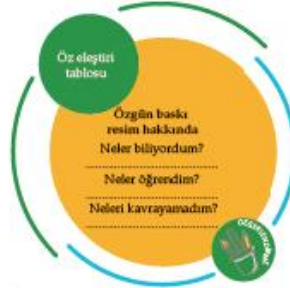 Öz eleştiri
tablosu
Özgün baskı
resim hakkında
Neler biliyordum?
Neler öğrendim?
Neleri kavrayamadım?